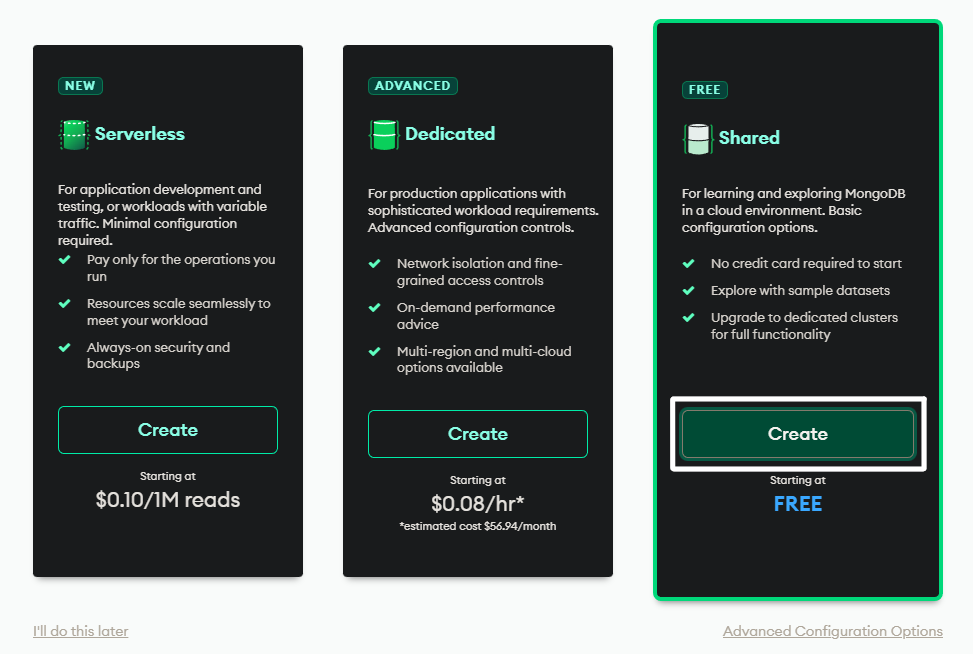 NEW
Serverless
For application development and
testing, or workloads with variable
traffic. Minimal configuration
required.
Pay only for the operations you
run
Resources scale seamlessly to
meet your workload
Always-on security and
backups
Create
Starting at
$0.10/1M reads
ADVANCED
Dedicated
For production applications with
sophisticated workload requirements.
Advanced configuration controls.
Network isolation and fine-
grained access controls
On-demand performance
advice
Multi-region and multi-cloud
options available
Create
Starting at
$0.08/hr*
*estimated cost $56.94/month
FREE
Shared
For learning and exploring MongoDB
in a cloud environment. Basic
configuration options.
No credit card required to start
Explore with sample datasets
Upgrade to dedicated clusters
for full functionality
Create
Starting at
FREE
I'll do this later
Advanced Configuration Options